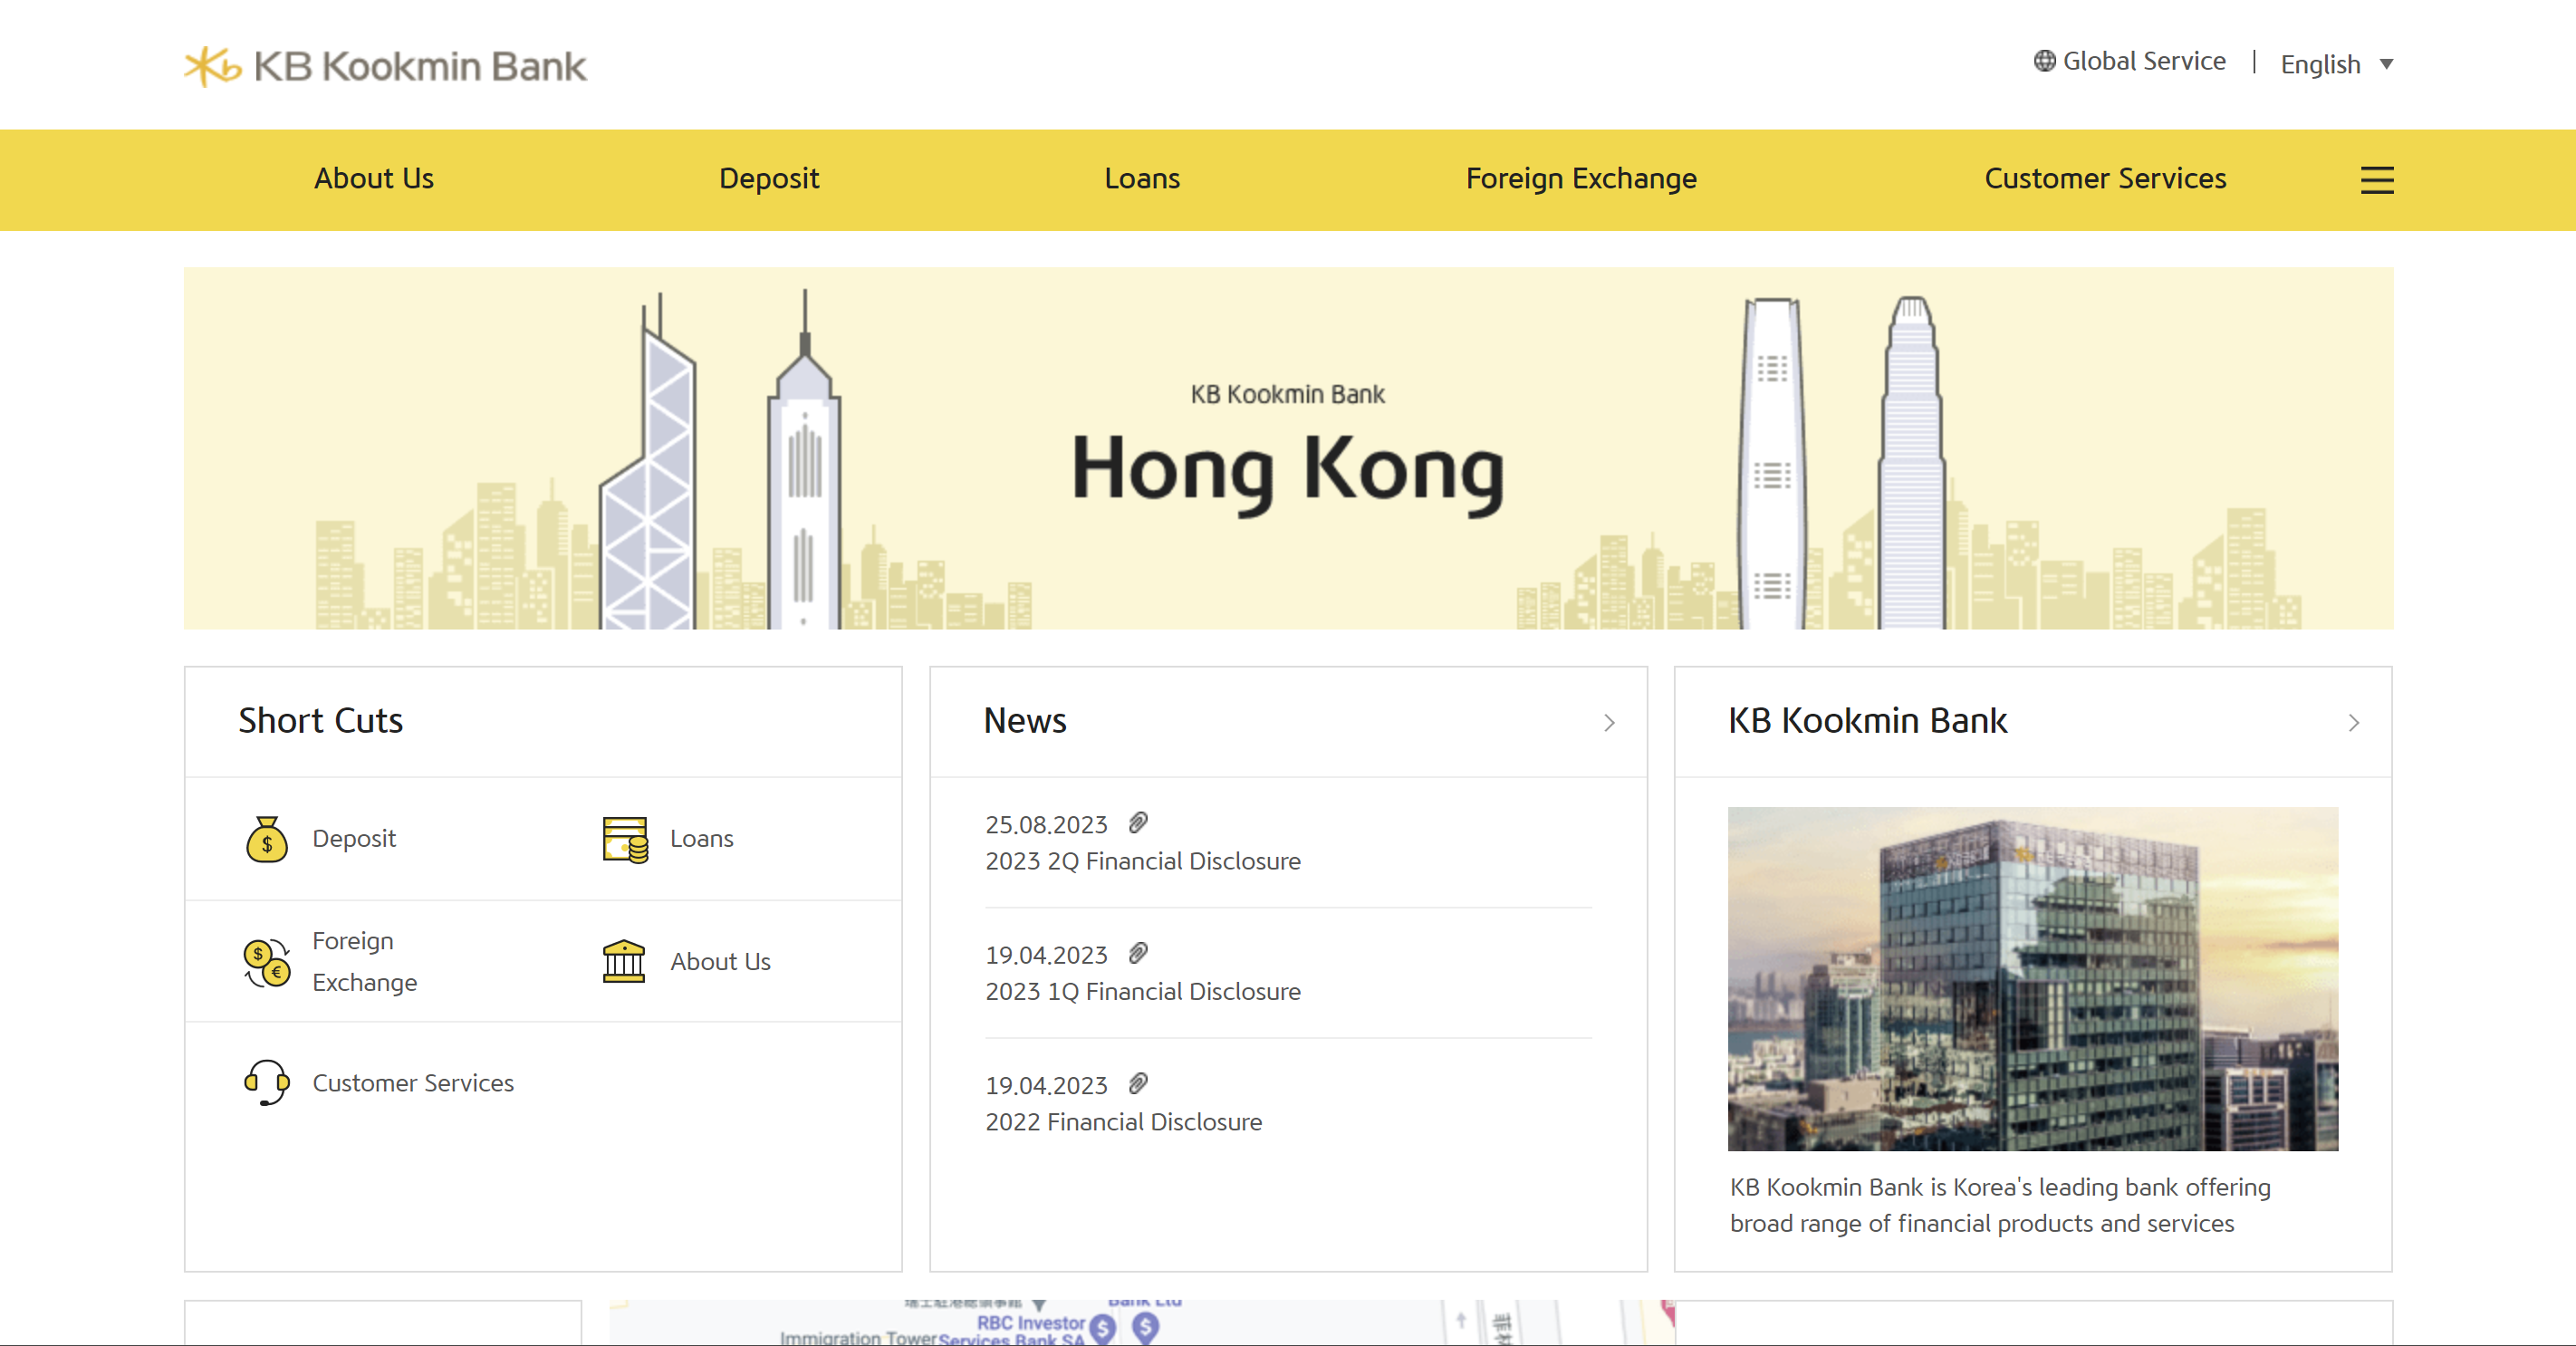 KB Kookmin Bank
Global Service
English
About Us
Deposit
Loans
Foreign Exchange
Customer Services
KB Kookmin Bank
Hong Kong
Short Cuts
Deposit
Loans
Foreign
Exchange
About Us
Customer Services
News
25.08.2023
2023 2Q Financial Disclosure
19.04.2023
2023 1Q Financial Disclosure
19.04.2023
2022 Financial Disclosure
KB Kookmin Bank
KB Kookmin Bank is Korea's leading bank offering
broad range of financial products and services
Bank Ltd
RBC Investor
Services Bank SA
Immigration Tower